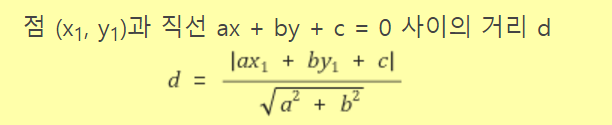 점 (x₁, y₁)과 직선 ax + by + c = 0 사이의 거리 d
d = |ax₁ + by₁ + c| / √(a² + b²)